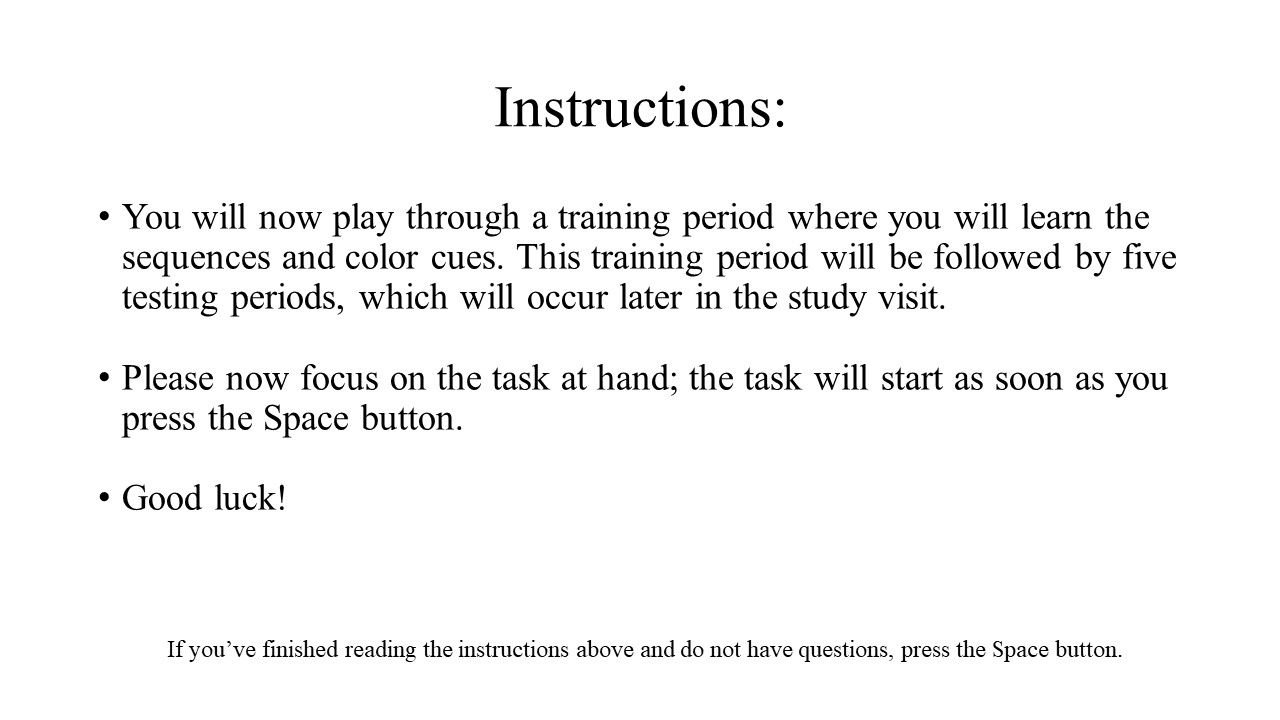 Instructions:
• You will now play through a training period where you will learn the
sequences and color cues. This training period will be followed by five
testing periods, which will occur later in the study visit.
• Please now focus on the task at hand; the task will start as soon as you
press the Space button.
• Good luck!
If you’ve finished reading the instructions above and do not have questions, press the Space button.